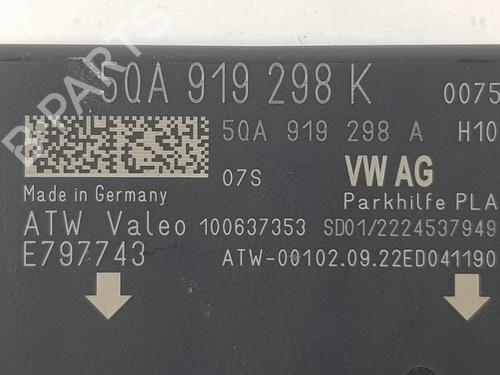 5QA 919 298 K 0075
5QA 919 298 A H10
07S VW AG
Made in Germany Parkhilfe PLA
ATW Valeo 100637353 SD01/2224537949
E797743 ATW-00102.09.22ED041190
B-PARTS